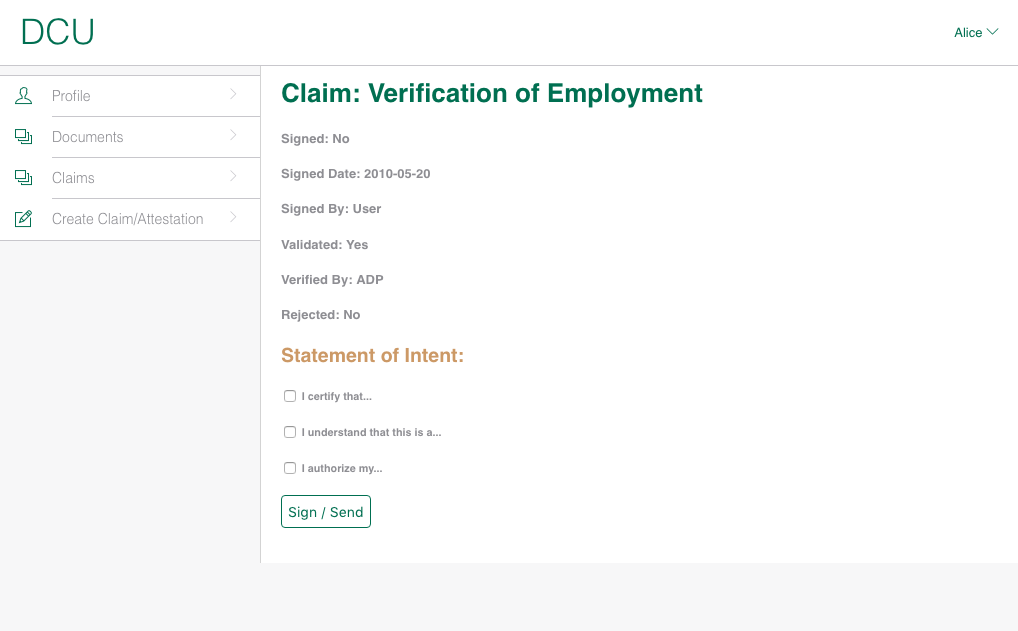 DCU
Alice
Profile
Documents
Claims
Create Claim/Attestation
Claim: Verification of Employment
Signed: No
Signed Date: 2010-05-20
Signed By: User
Validated: Yes
Verified By: ADP
Rejected: No
Statement of Intent:
I certify that...
I understand that this is a...
I authorize my...
Sign / Send